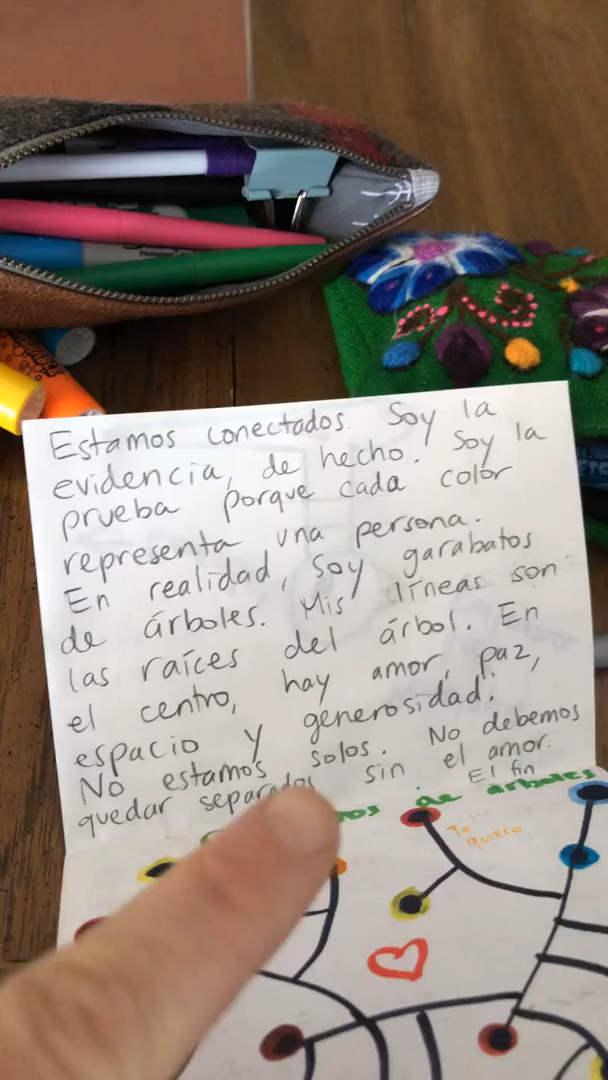 Estamos conectados. Soy la
evidencia, de hecho. Soy la
prueba porque cada color
representa una persona.
En realidad, soy garabatos
de árboles. Mis líneas son
las raíces del árbol. En
el centro, hay amor, paz,
espacio y generosidad.
No estamos solos. No debemos
quedar separados sin el amor.
El fin
de árboles
Te
quiero